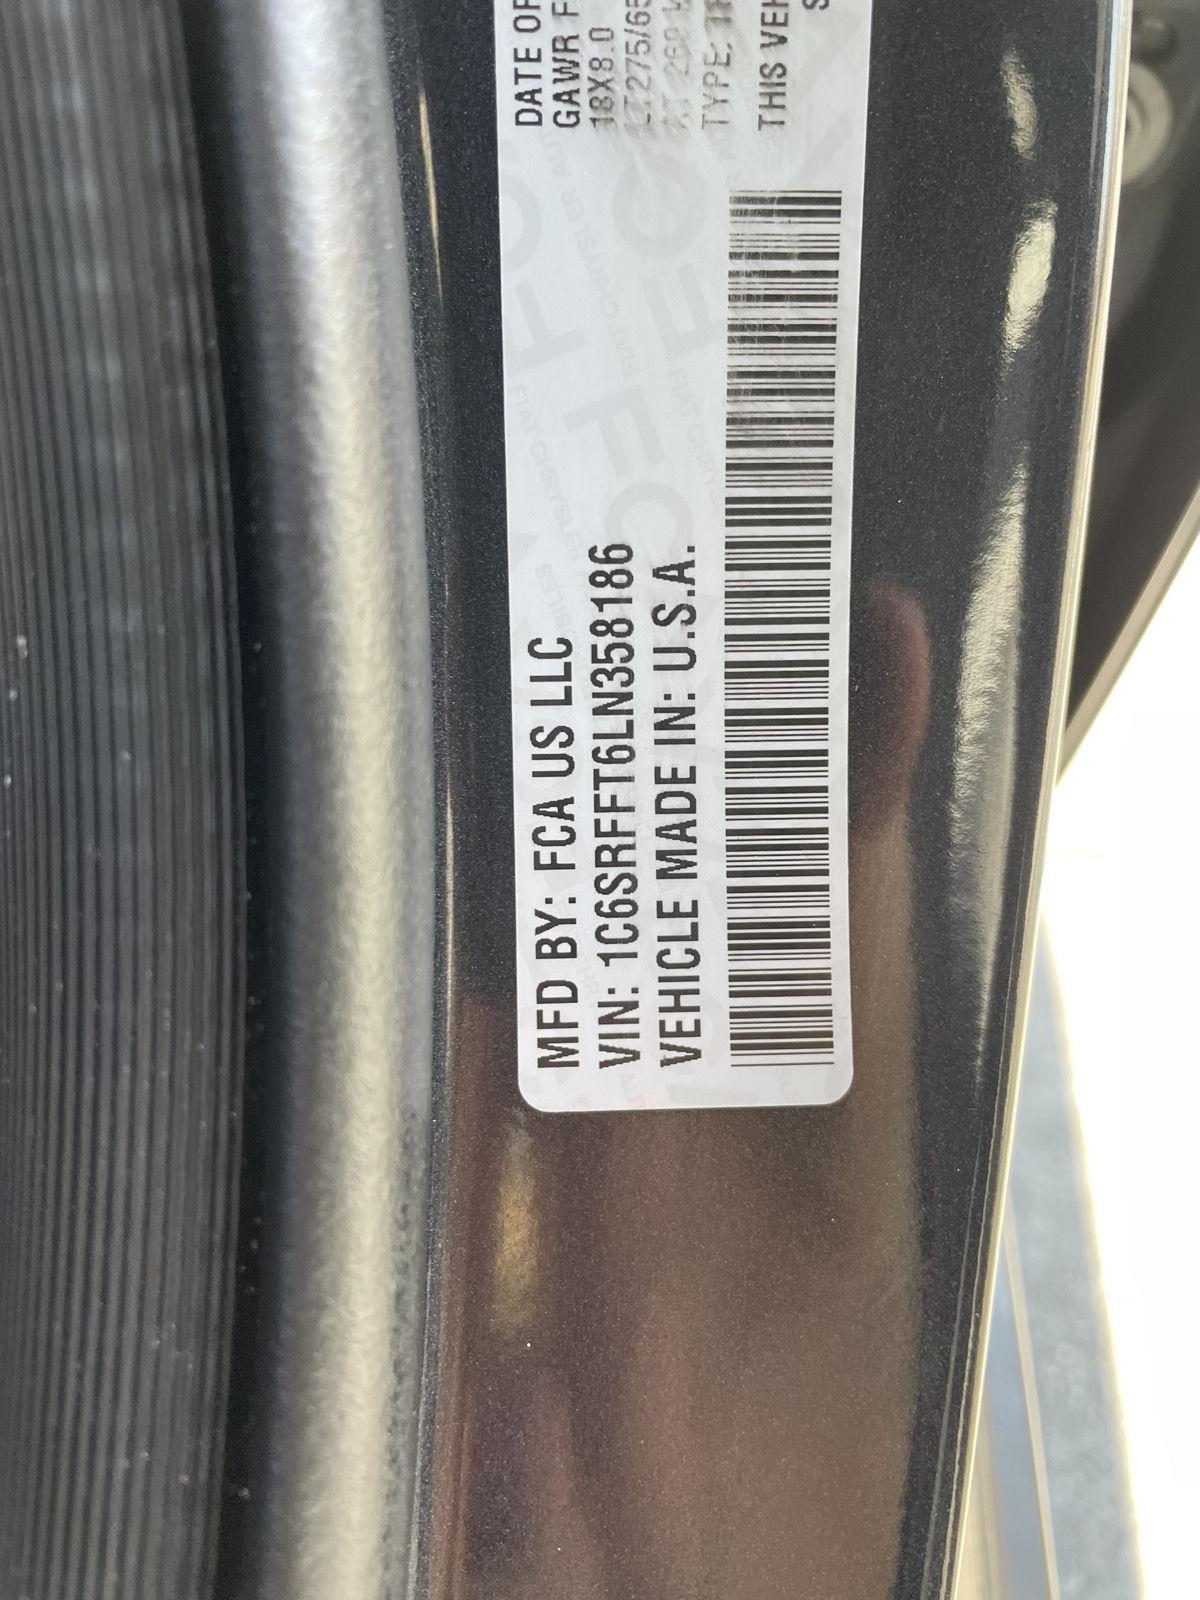 MFD BY: FCA US LLC
VIN: 1C6SRFFT6LN358186
VEHICLE MADE IN: U.S.A.
DATE OF
GAWR F
18X8.0
LT275/65
TYPE:
THIS VEH
S